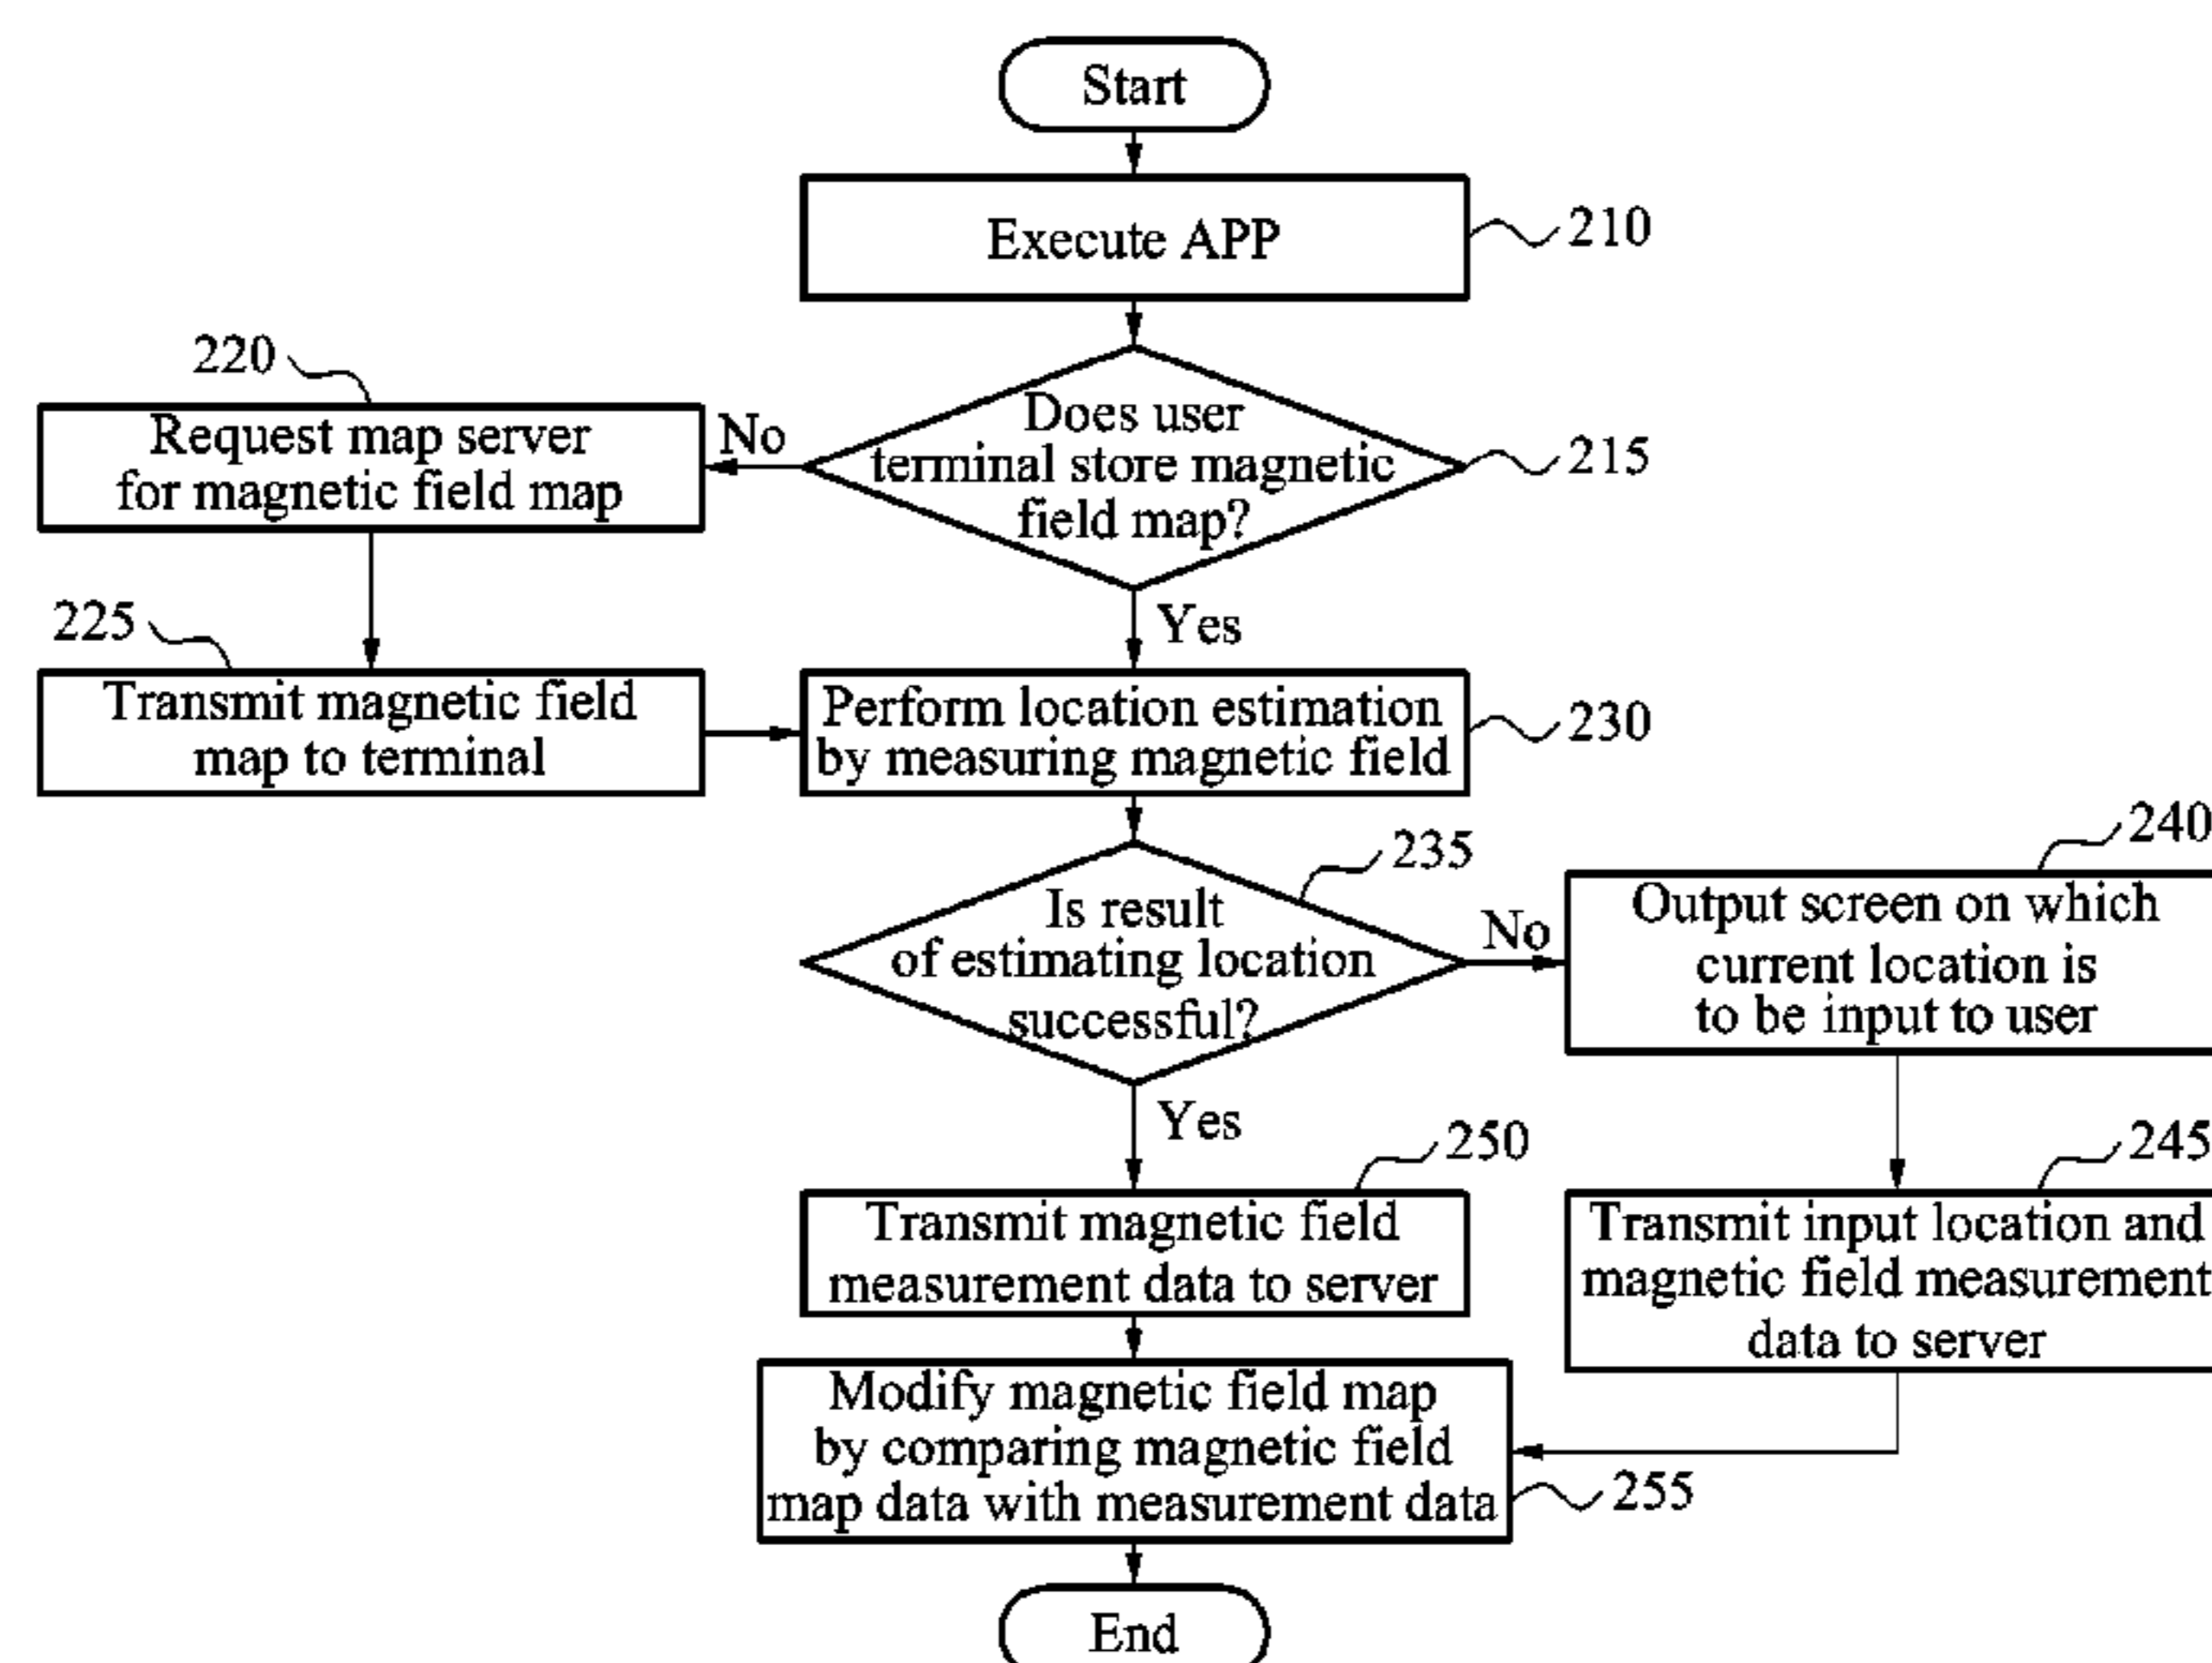 Start
Execute APP
210
220
Request map server
for magnetic field map
No
Does user
terminal store magnetic
field map?
215
Yes
225
Transmit magnetic field
map to terminal
Perform location estimation
by measuring magnetic field
230
235
Is result
of estimating location
successful?
No
240
Output screen on which
current location is
to be input to user
Yes
250
Transmit magnetic field
measurement data to server
245
Transmit input location and
magnetic field measurement
data to server
Modify magnetic field map
by comparing magnetic field
map data with measurement data
255
End